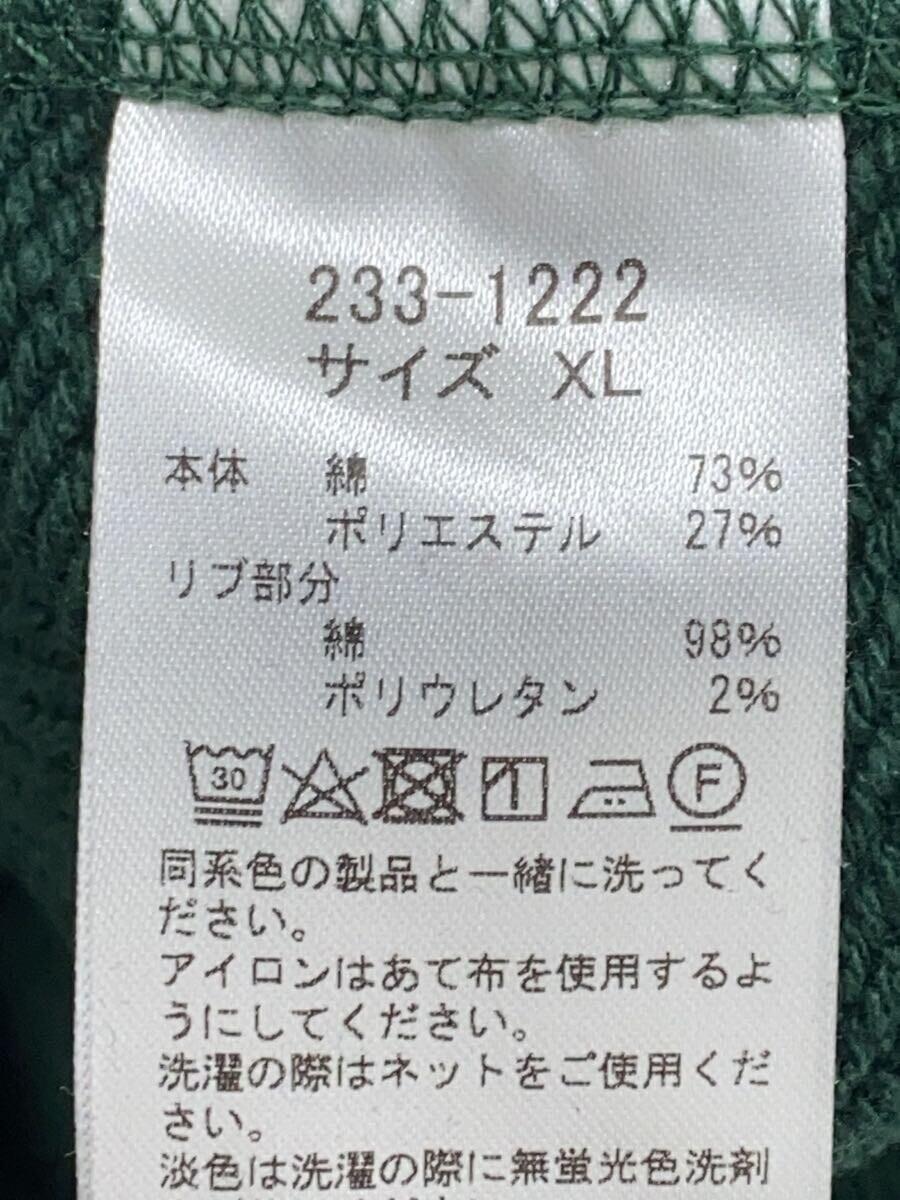 233-1222
サイズ XL
本体 綿 73%
ポリエステル 27%
リブ部分
綿 98%
ポリウレタン 2%
30 F
同系色の製品と一緒に洗ってく
ださい。
アイロンはあて布を使用するよ
うにしてください。
洗濯の際はネットをご使用くだ
さい。
淡色は洗濯の際に無蛍光色洗剤